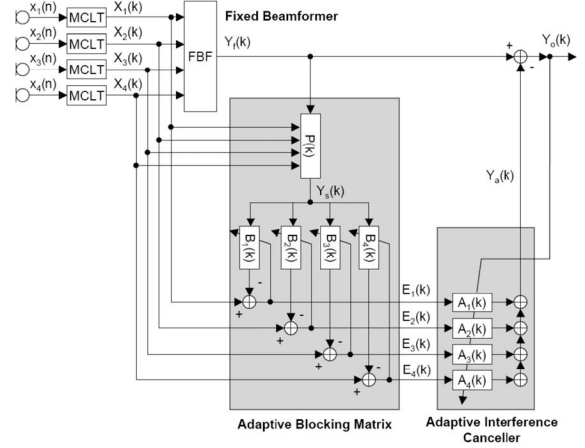 Fixed Beamformer
x1(n) MCLT X1(k)
x2(n) MCLT X2(k)
x3(n) MCLT X3(k)
x4(n) MCLT X4(k)
FBF
Yf(k)
+
-
Yo(k)
P(k)
Ys(k)
Ya(k)
B1(k) B2(k) B3(k) B4(k)
- - - -
+ + + +
E1(k) A1(k)
E2(k) A2(k)
E3(k) A3(k)
E4(k) A4(k)
Adaptive Blocking Matrix
Adaptive Interference
Canceller